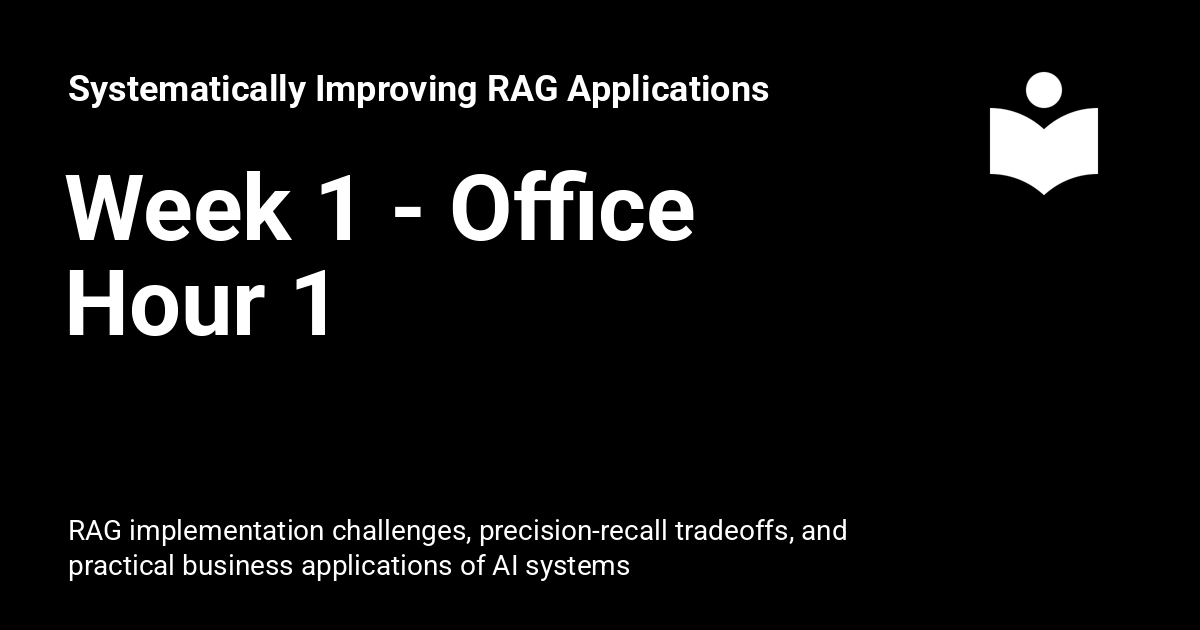 Systematically Improving RAG Applications
Week 1 - Office
Hour 1
RAG implementation challenges, precision-recall tradeoffs, and
practical business applications of AI systems